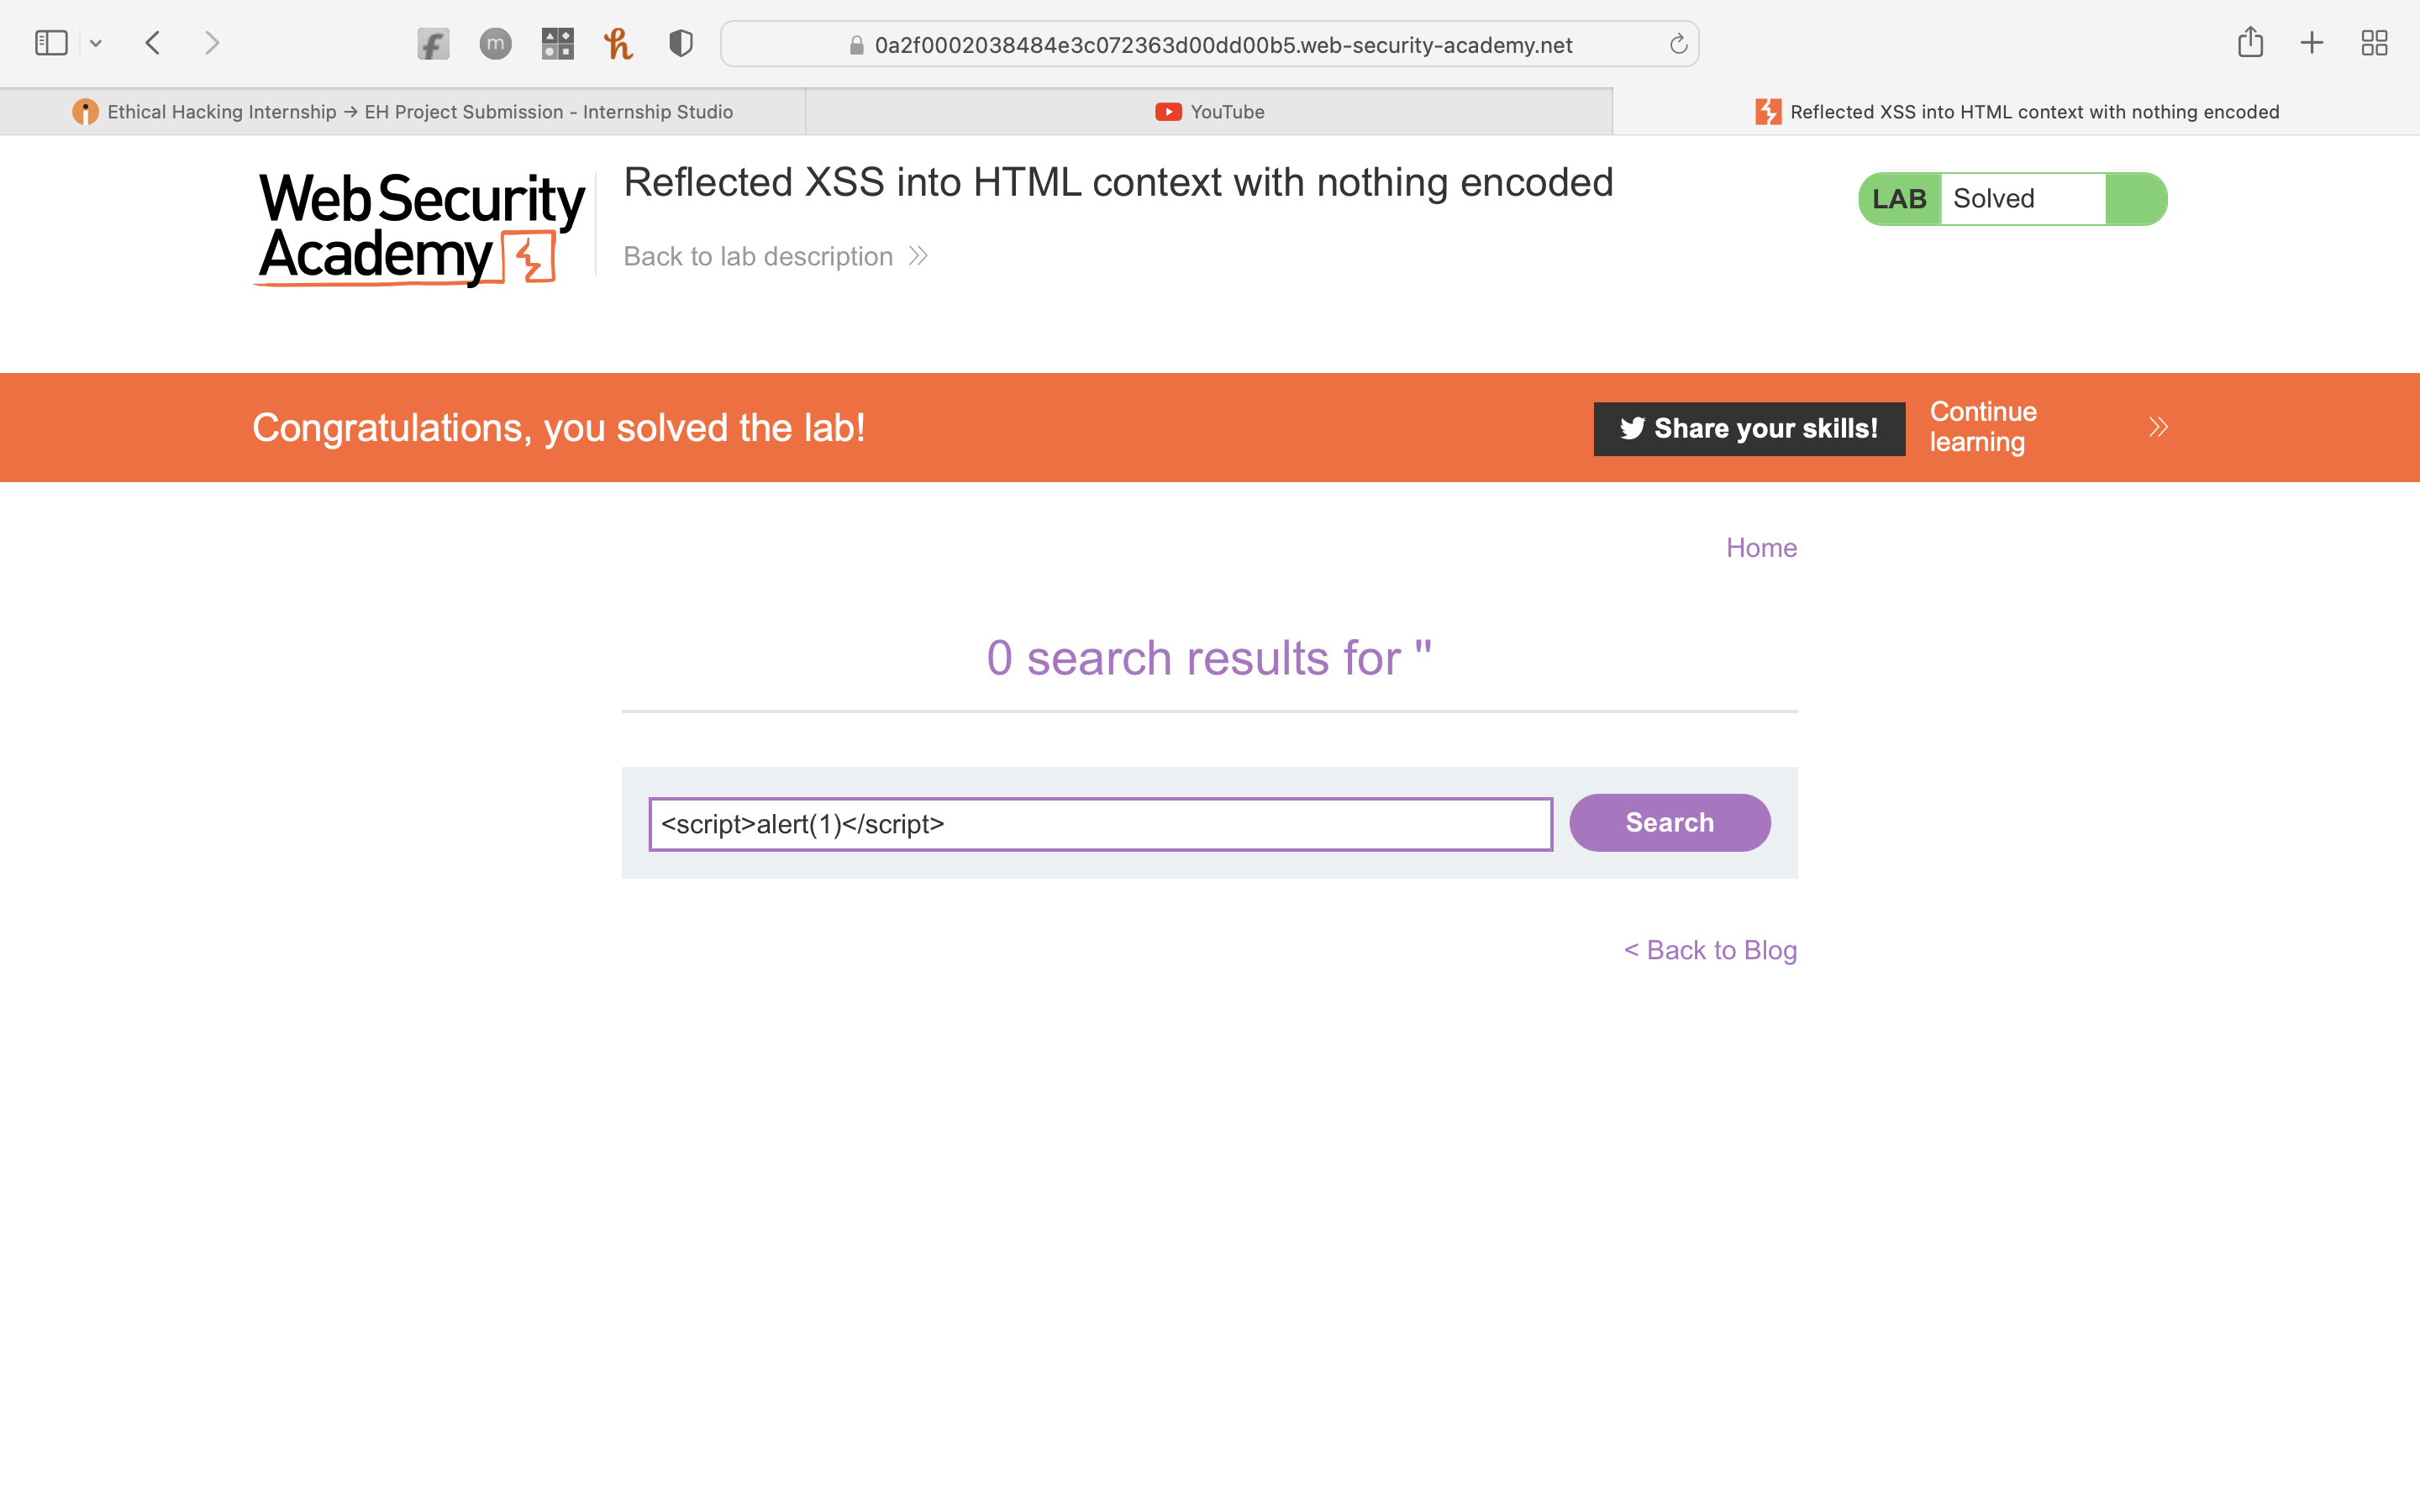 0a2f0002038484e3c072363d00dd00b5.web-security-academy.net
Ethical Hacking Internship → EH Project Submission - Internship Studio
YouTube
Reflected XSS into HTML context with nothing encoded
Web Security
Academy
Reflected XSS into HTML context with nothing encoded
Back to lab description
LAB Solved
Congratulations, you solved the lab!
Share your skills!
Continue
learning
Home
0 search results for ''
<script>alert(1)</script>
Search
< Back to Blog